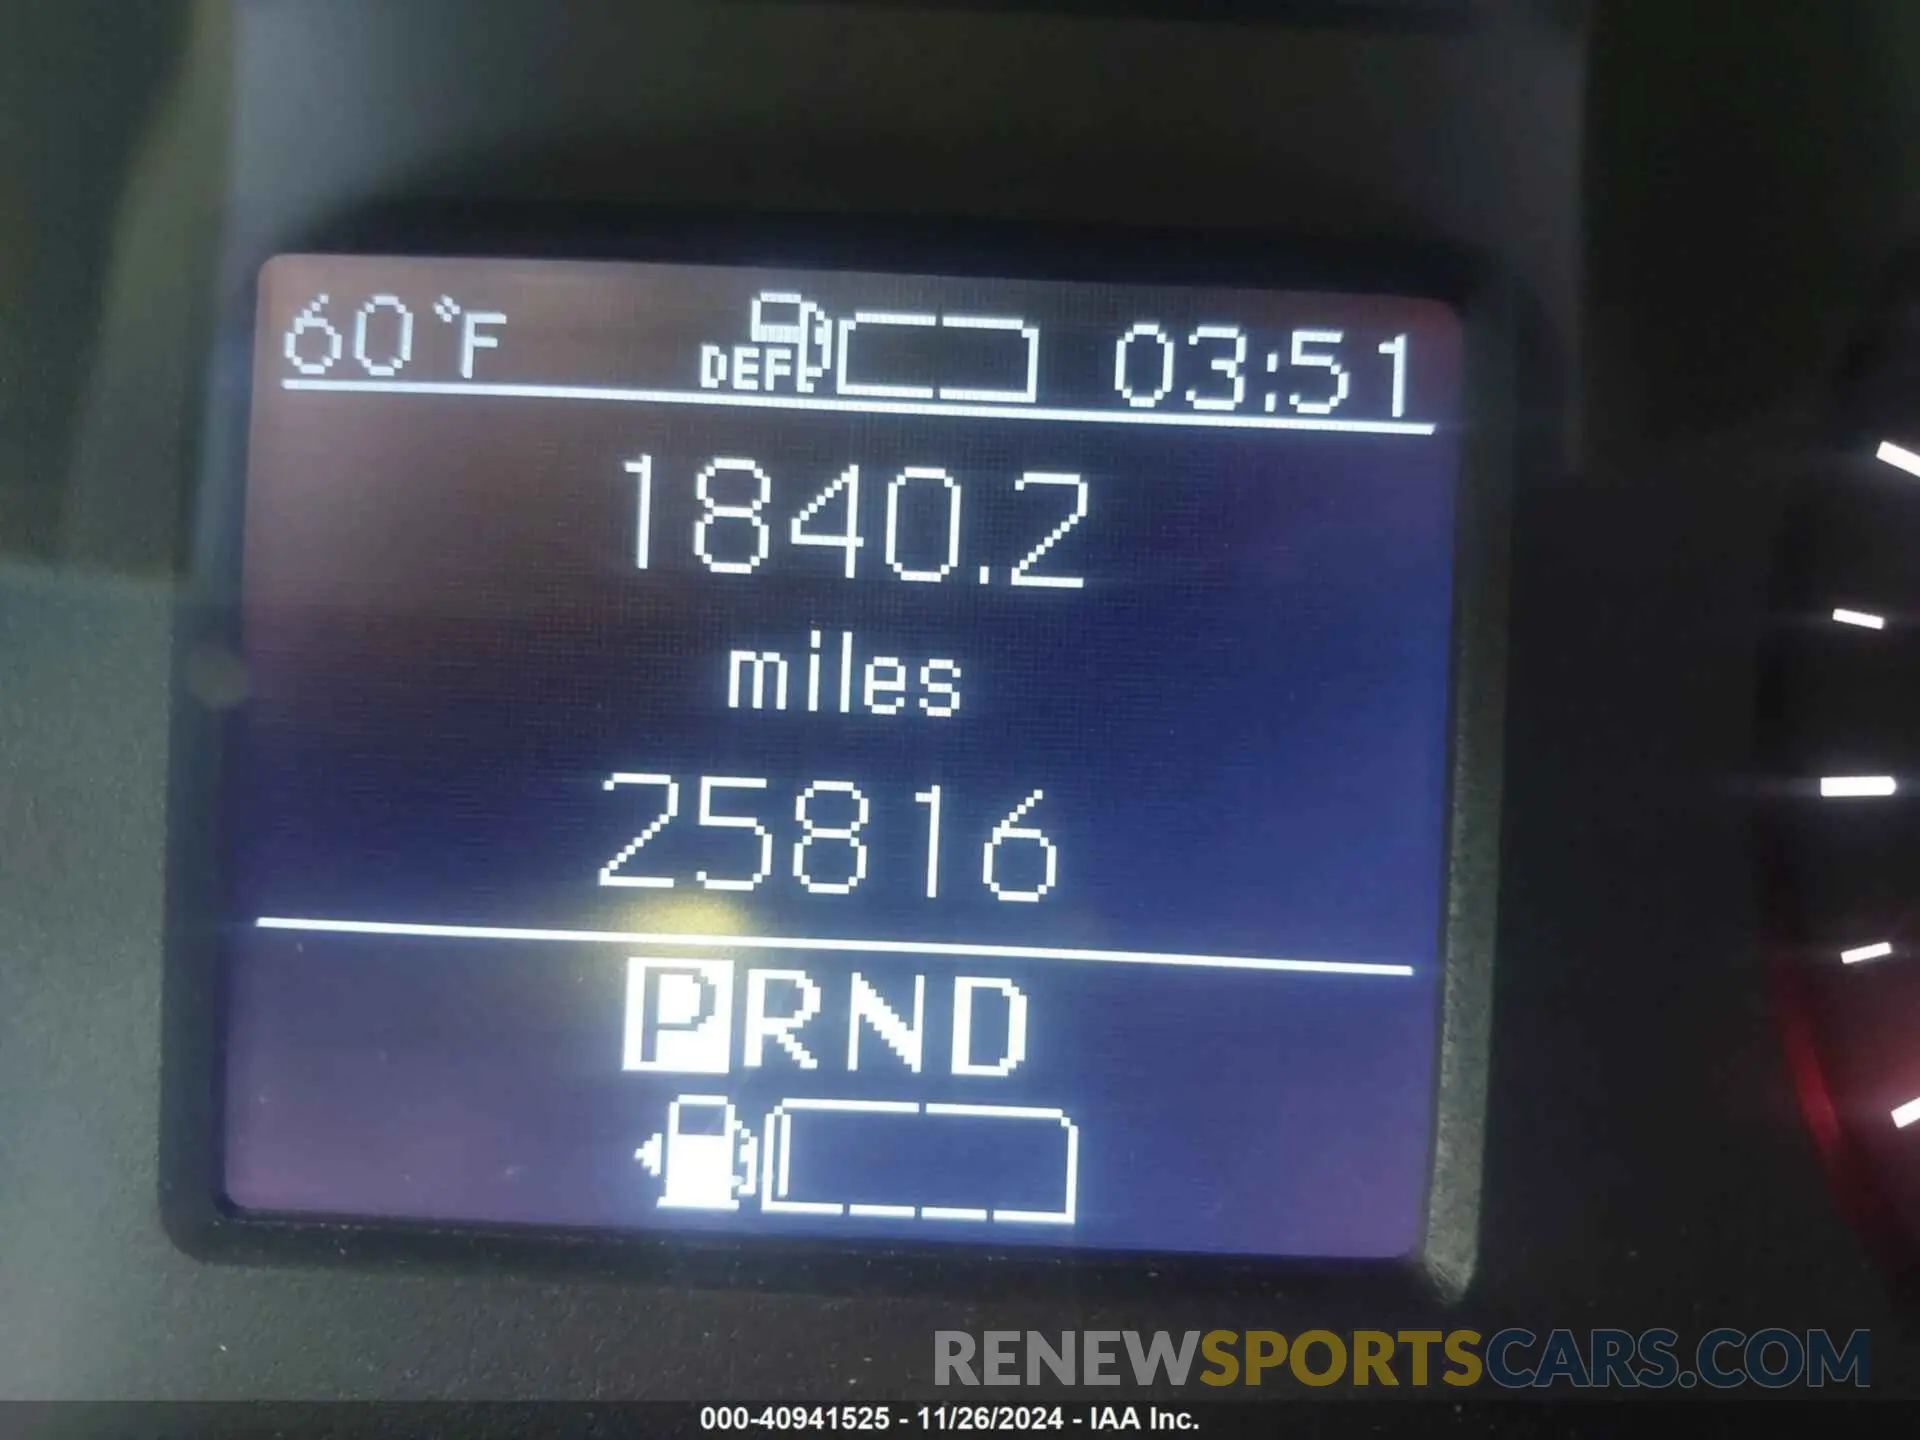 60°F DEF 03:51
1840.2
miles
25816
PRND
RENEWSPORTSCARS.COM
000-40941525 - 11/26/2024 - IAA Inc.